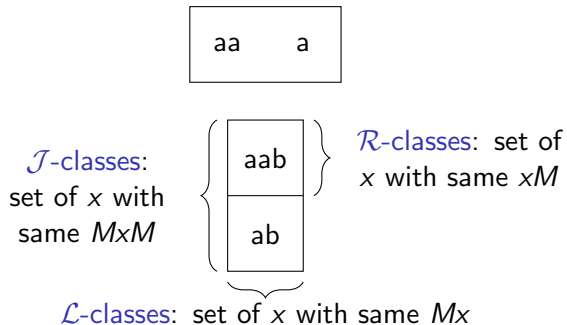 aa a
aab
ab
𝒥-classes:
set of x with
same MxM
ℛ-classes: set of
x with same xM
ℒ-classes: set of x with same Mx